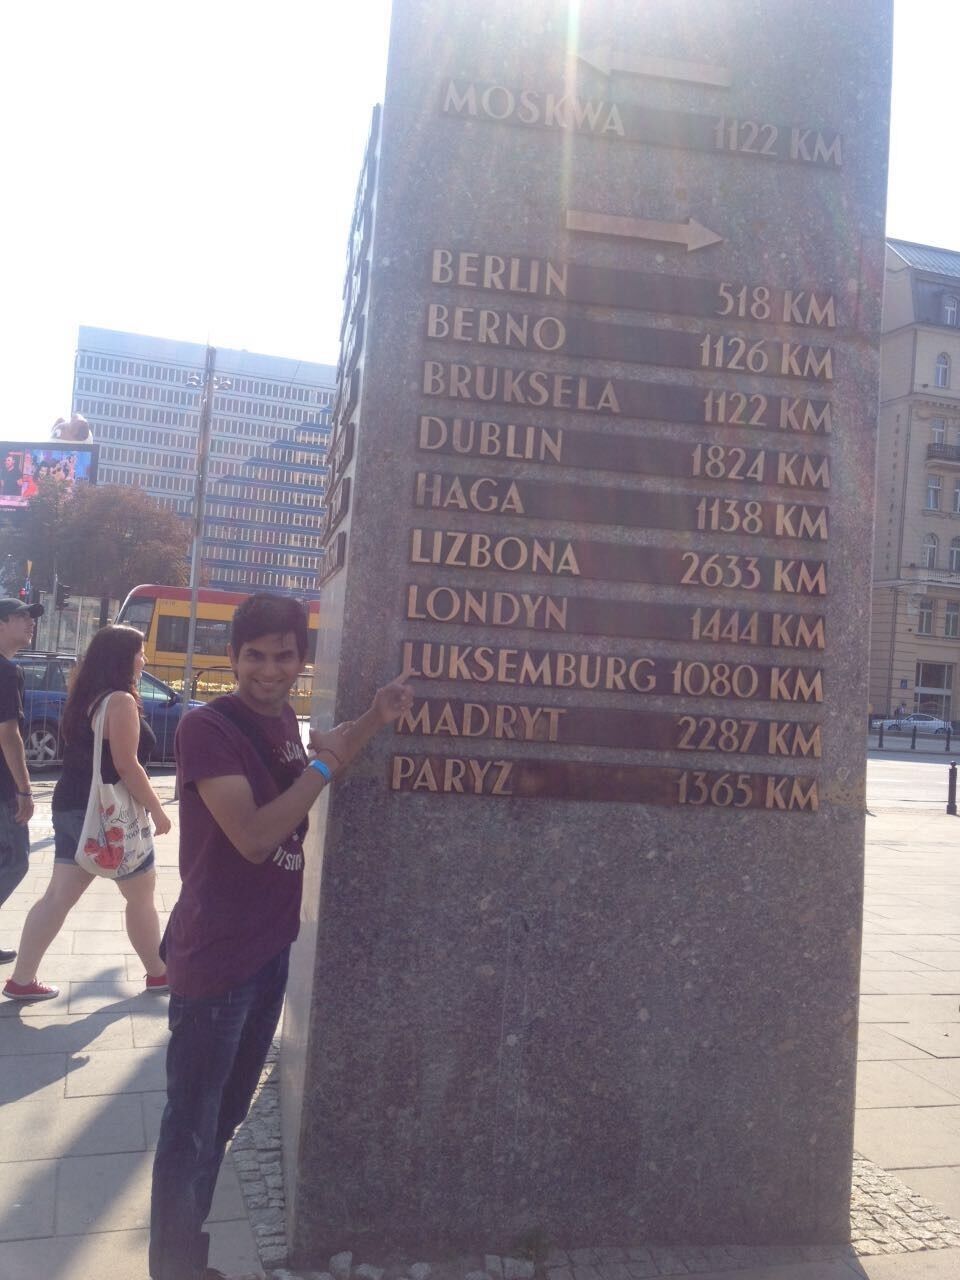 MOSKWA 1122 KM
BERLIN 518 KM
BERNO 1126 KM
BRUKSELA 1122 KM
DUBLIN 1824 KM
HAGA 1138 KM
LIZBONA 2633 KM
LONDYN 1444 KM
LUKSEMBURG 1080 KM
MADRYT 2287 KM
PARYŻ 1365 KM